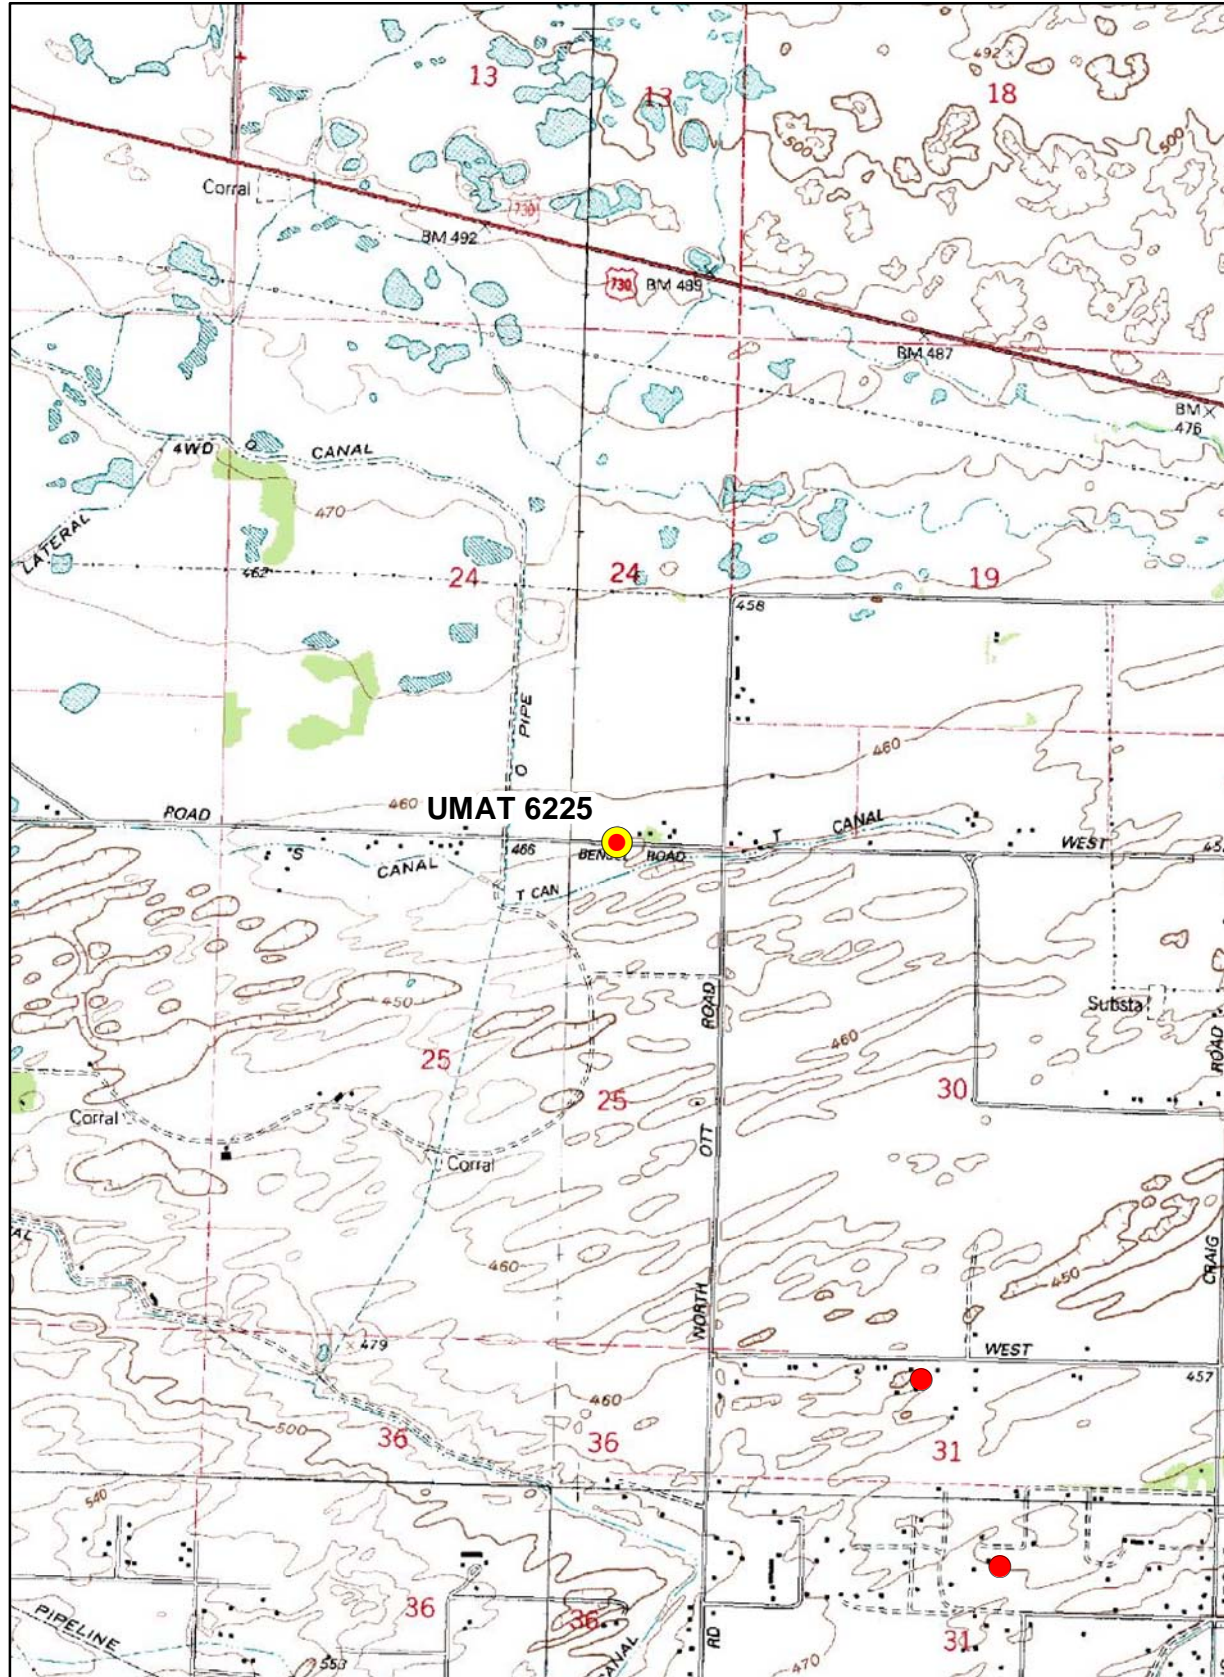 13
13
492
18
500
500
Corral
730
BM 492
730
BM 489
BM 487
BM
476
4WD
O
CANAL
470
LATERAL
462
24
24
19
458
PIPE
O
460
460
UMAT 6225
ROAD
T
CANAL
S
CANAL
466
ROAD
WEST
T CAN
450
ROAD
460
Substa
25
25
30
ROAD
Corral
Corral
OTT
460
450
CRAIG
NORTH
479
WEST
457
460
500
36
36
31
540
36
36
31
PIPELINE
553
CANAL
RD
470